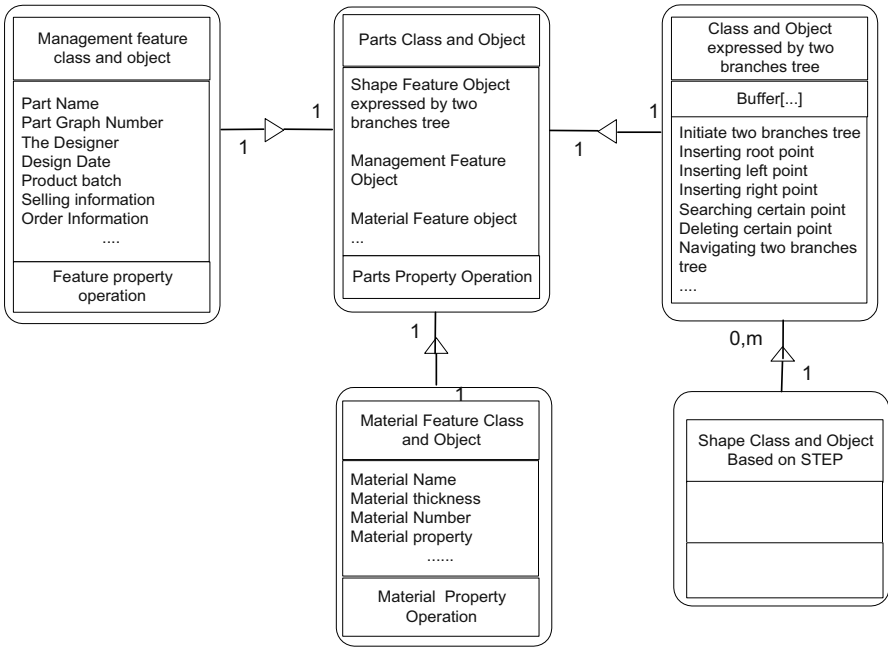 Management feature
class and object
Part Name
Part Graph Number
The Designer
Design Date
Product batch
Selling information
Order Information
....
Feature property
operation
1
1
Parts Class and Object
Shape Feature Object
expressed by two
branches tree
Management Feature
Object
Material Feature object
...
Parts Property Operation
1
1
Class and Object
expressed by two
branches tree
Buffer[...]
Initiate two branches tree
Inserting root point
Inserting left point
Inserting right point
Searching certain point
Deleting certain point
Navigating two branches
tree
....
1
1
Material Feature Class
and Object
Material Name
Material thickness
Material Number
Material property
......
Material Property
Operation
0,m
1
Shape Class and Object
Based on STEP